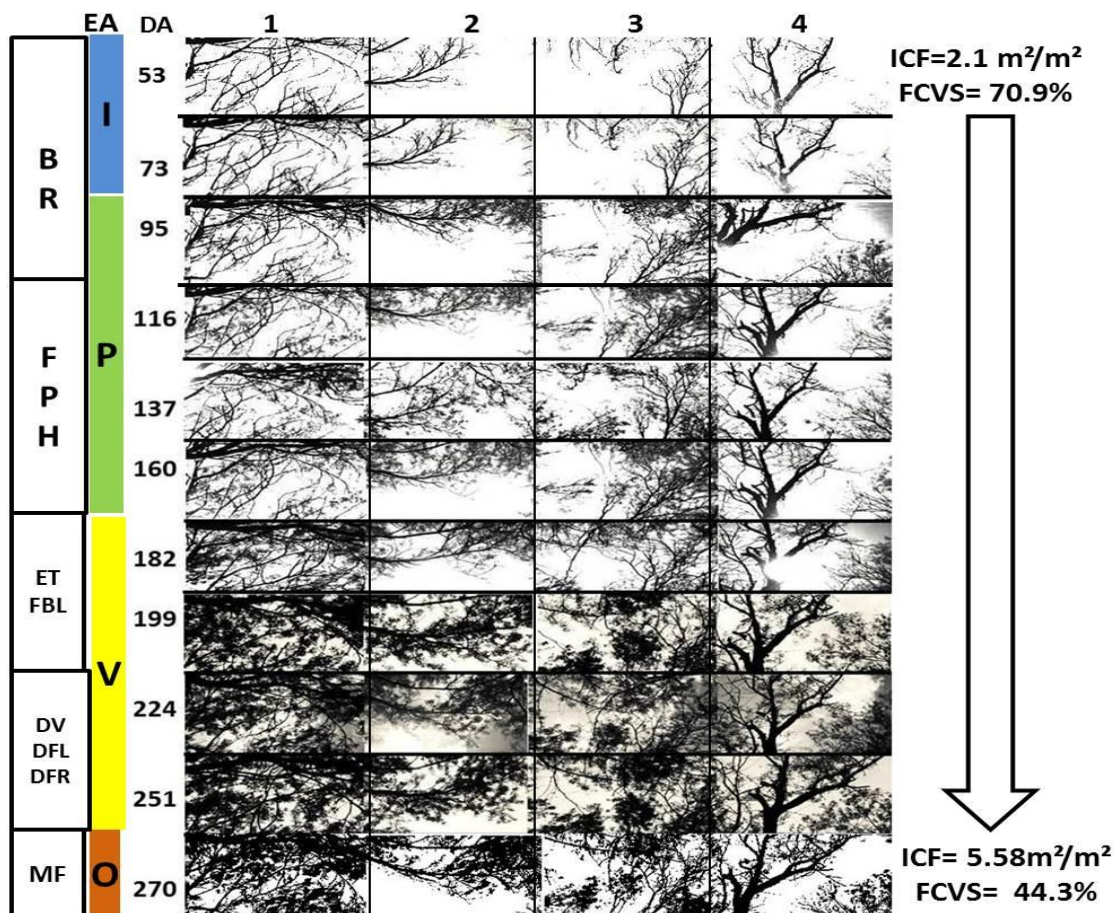 EA DA 1 2 3 4
ICF=2.1 m²/m²
FCVS= 70.9%
B
R
F
P
H
ET
FBL
DV
DFL
DFR
MF
I
P
V
O
53
73
95
116
137
160
182
199
224
251
270
ICF= 5.58m²/m²
FCVS= 44.3%